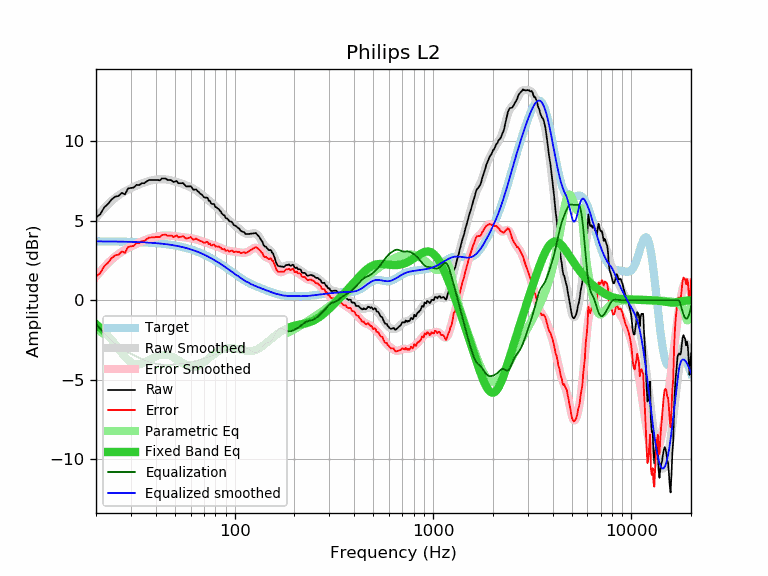 Philips L2
Amplitude (dBr)
10
5
0
−5
−10
Target
Raw Smoothed
Error Smoothed
Raw
Error
Parametric Eq
Fixed Band Eq
Equalization
Equalized smoothed
100 1000 10000
Frequency (Hz)